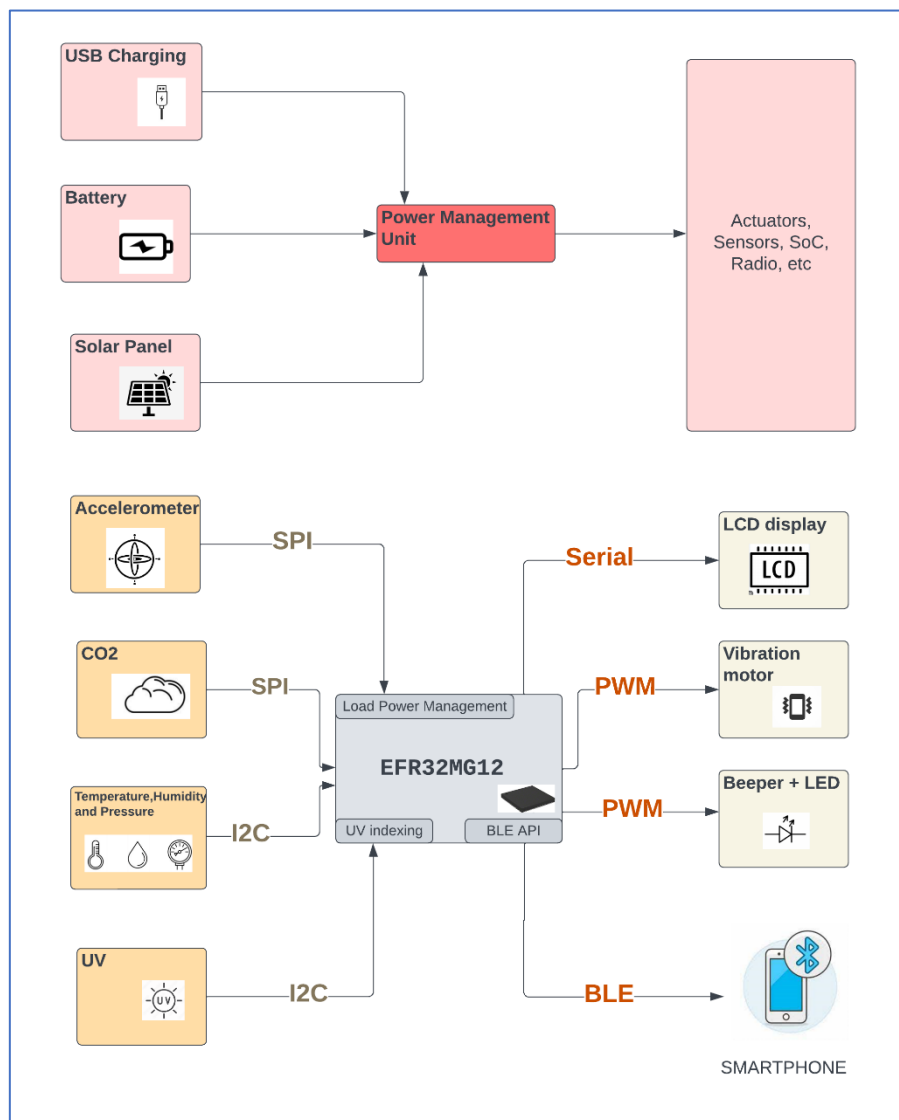 USB Charging
Battery
Power Management
Unit
Actuators,
Sensors, SoC,
Radio, etc
Solar Panel
Accelerometer
SPI
Serial
LCD display
LCD
CO2
SPI
PWM
Vibration
motor
Load Power Management
EFR32MG12
UV indexing
BLE API
Temperature,Humidity
and Pressure
I2C
PWM
Beeper + LED
UV
UV
I2C
BLE
SMARTPHONE